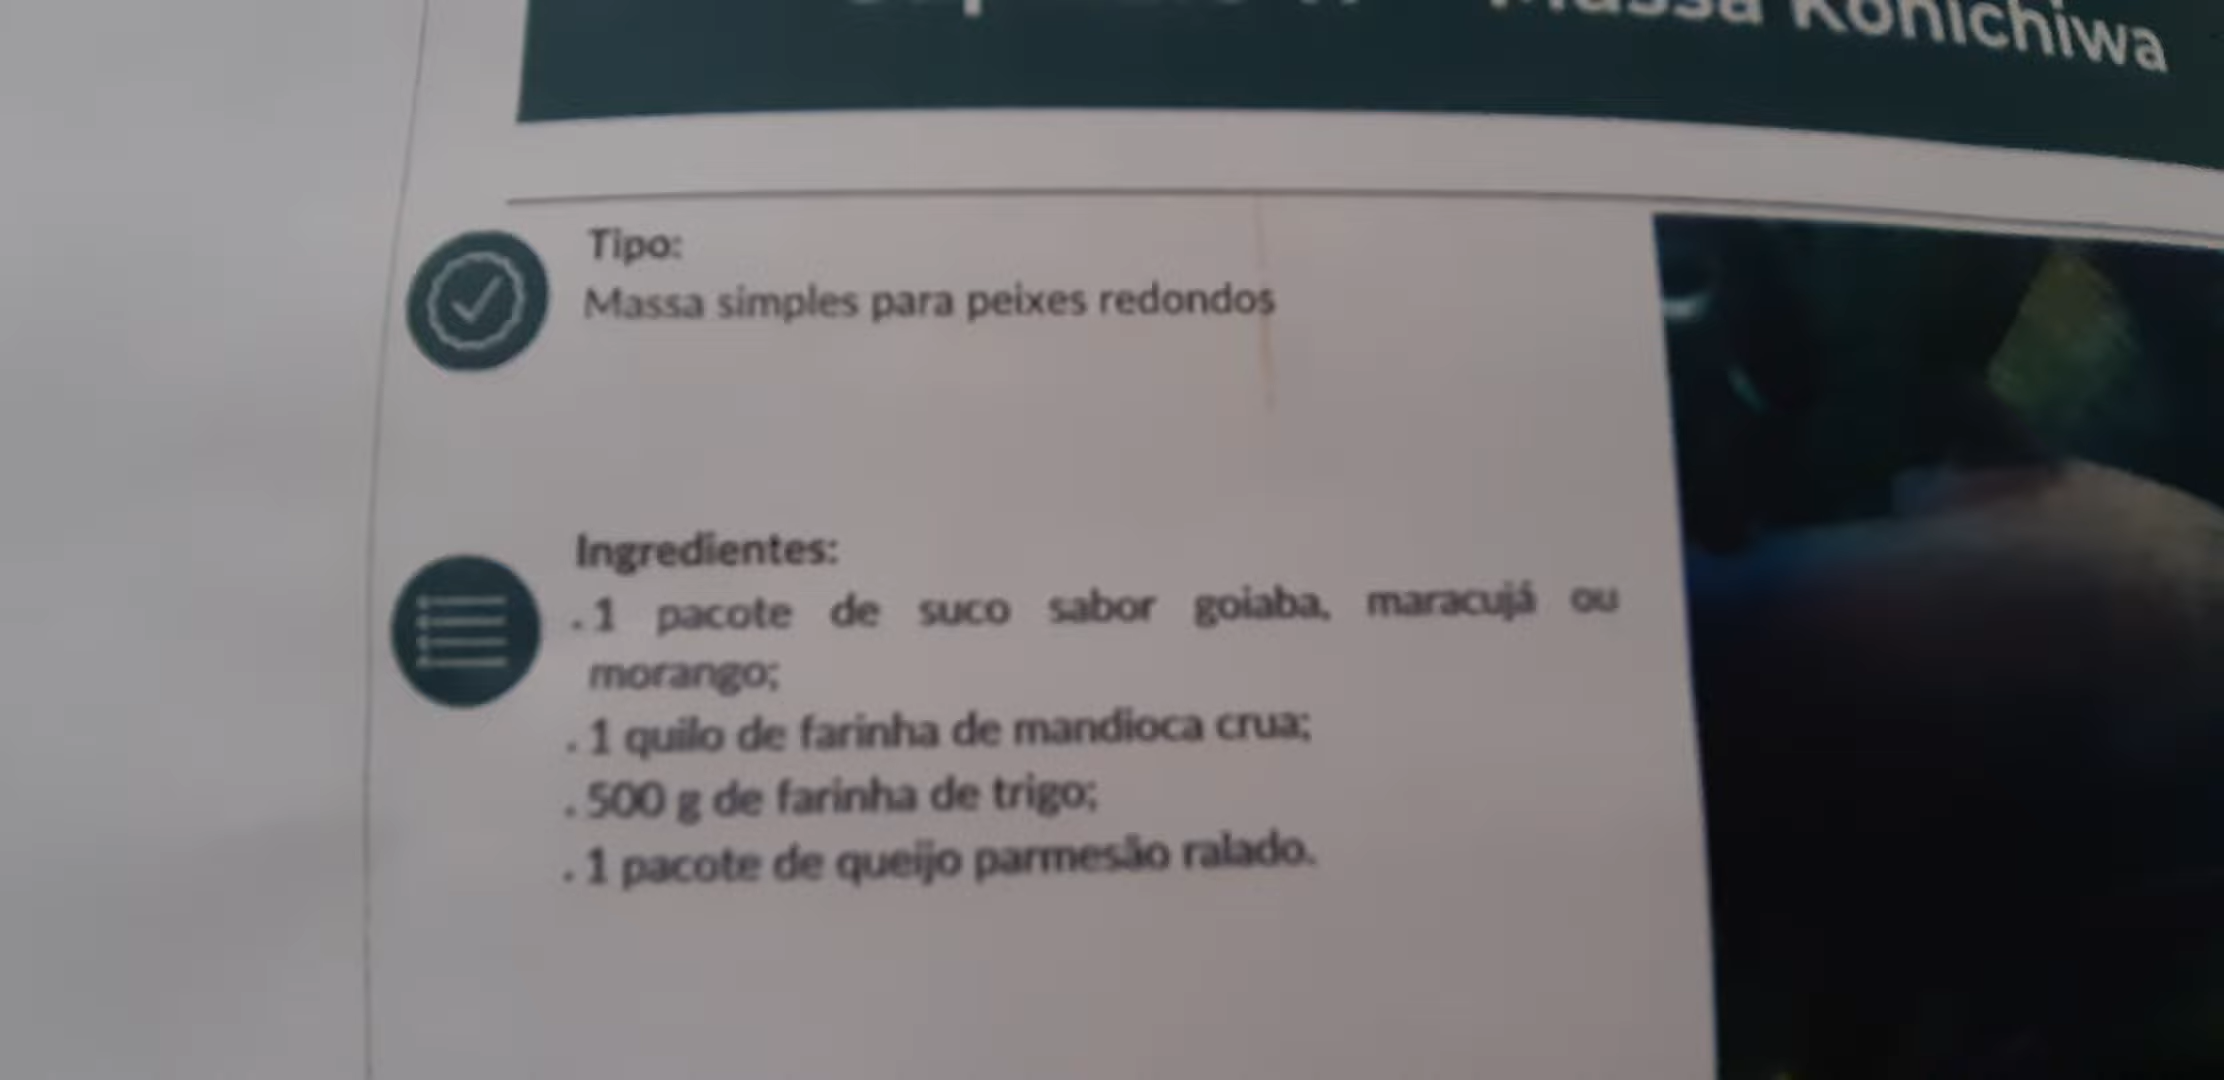 Massa Konichiwa
Tipo:
Massa simples para peixes redondos
Ingredientes:
. 1 pacote de suco sabor goiaba, maracujá ou
morango;
. 1 quilo de farinha de mandioca crua;
. 500 g de farinha de trigo;
. 1 pacote de queijo parmesão ralado.